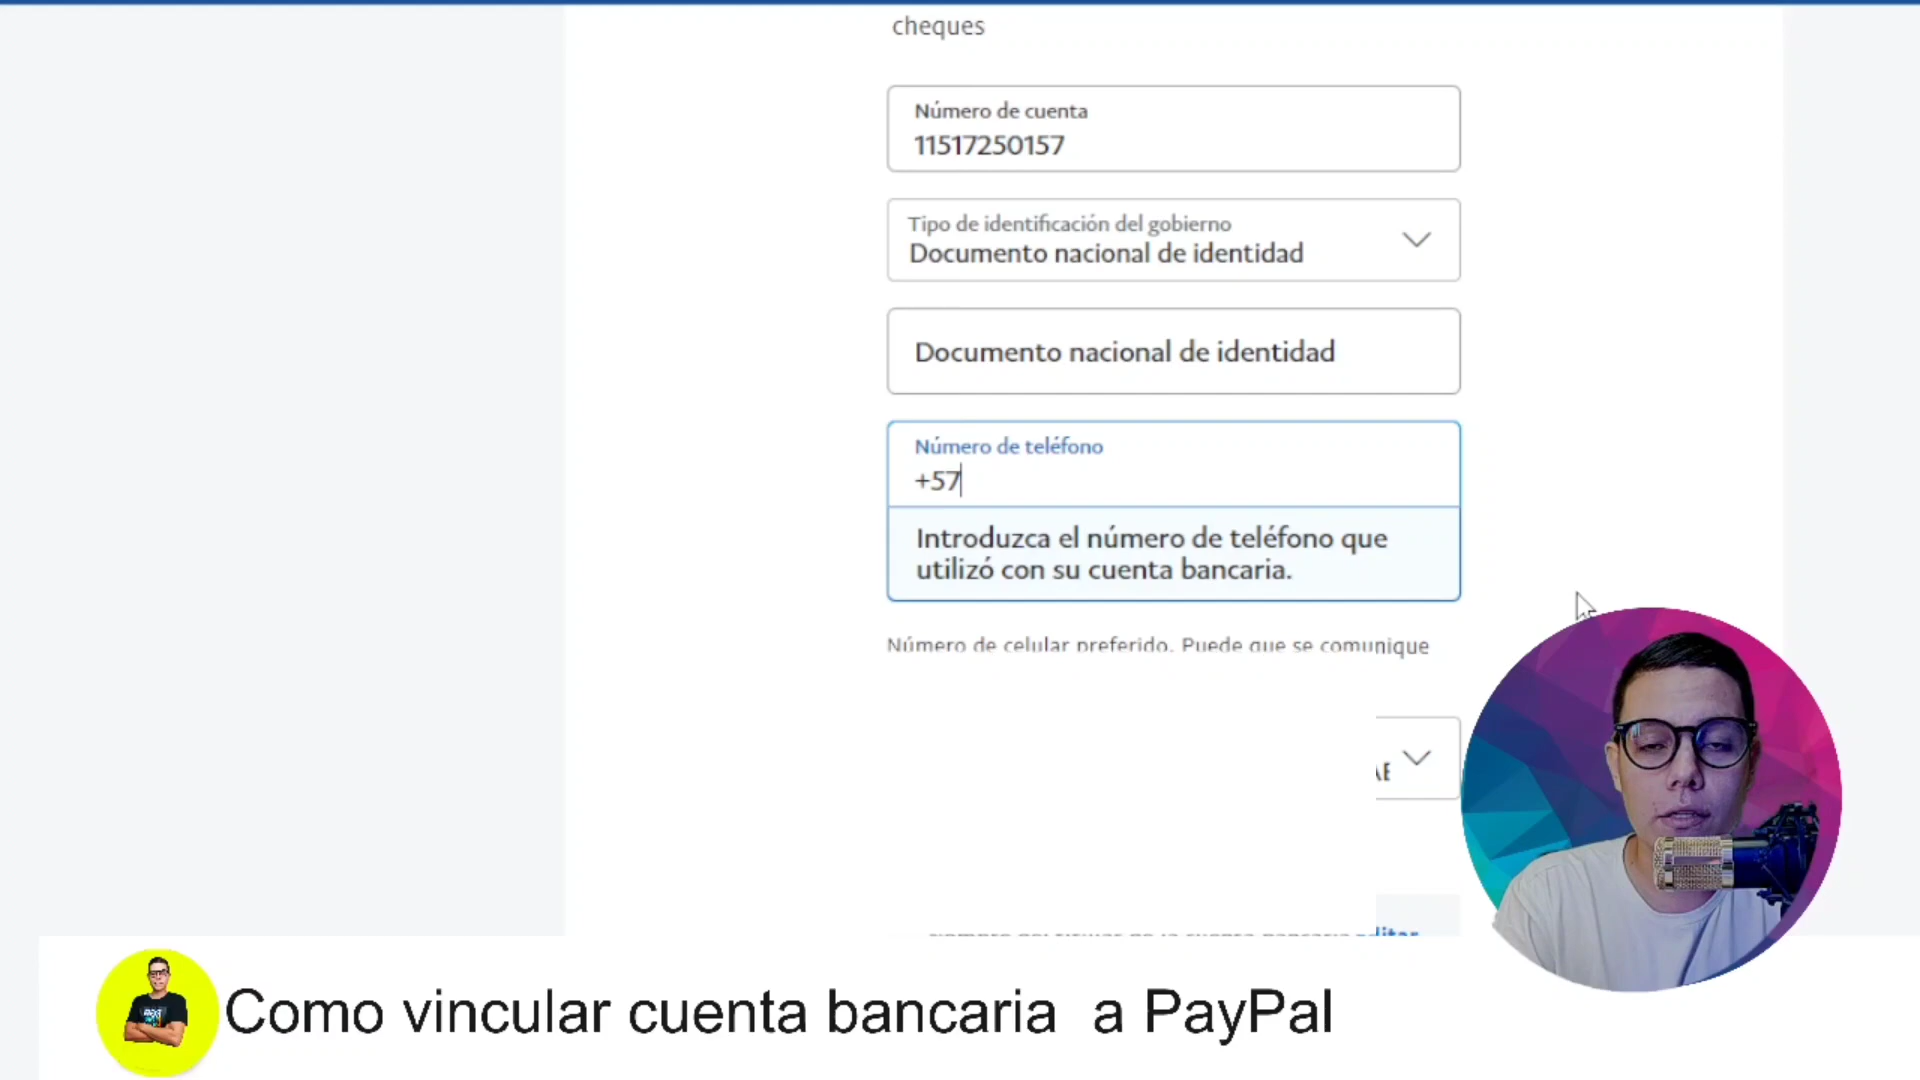 cheques
Número de cuenta
11517250157
Tipo de identificación del gobierno
Documento nacional de identidad
Documento nacional de identidad
Número de teléfono
+57
Introduzca el número de teléfono que
utilizó con su cuenta bancaria.
Número de celular preferido. Puede que se comunique
Como vincular cuenta bancaria a PayPal